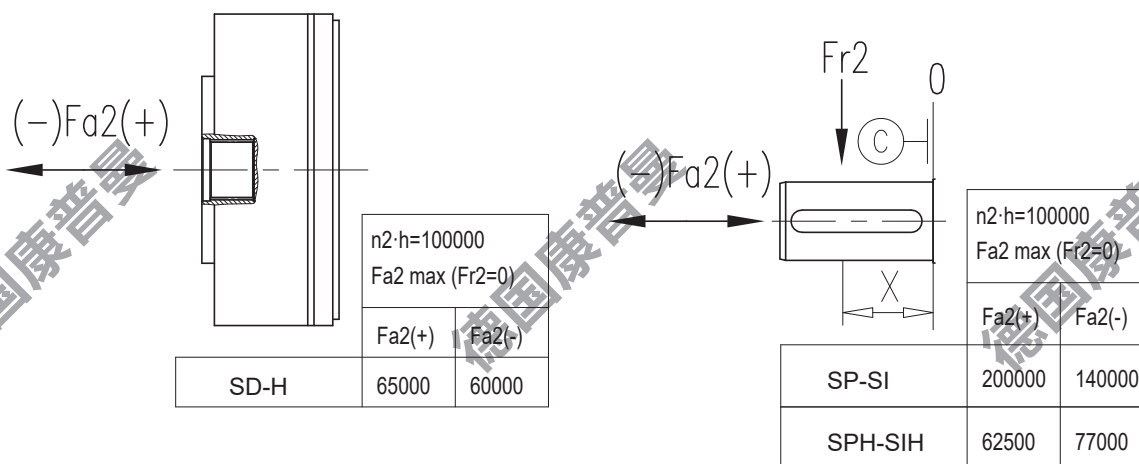 (-)Fa2(+)
n2·h=100000
Fa2 max (Fr2=0)
Fa2(+) Fa2(-)
SD-H 65000 60000
Fr2
0
C
(-)Fa2(+)
X
n2·h=100000
Fa2 max (Fr2=0)
Fa2(+) Fa2(-)
SP-SI 200000 140000
SPH-SIH 62500 77000
国康普曼
德国康普曼
德国康普